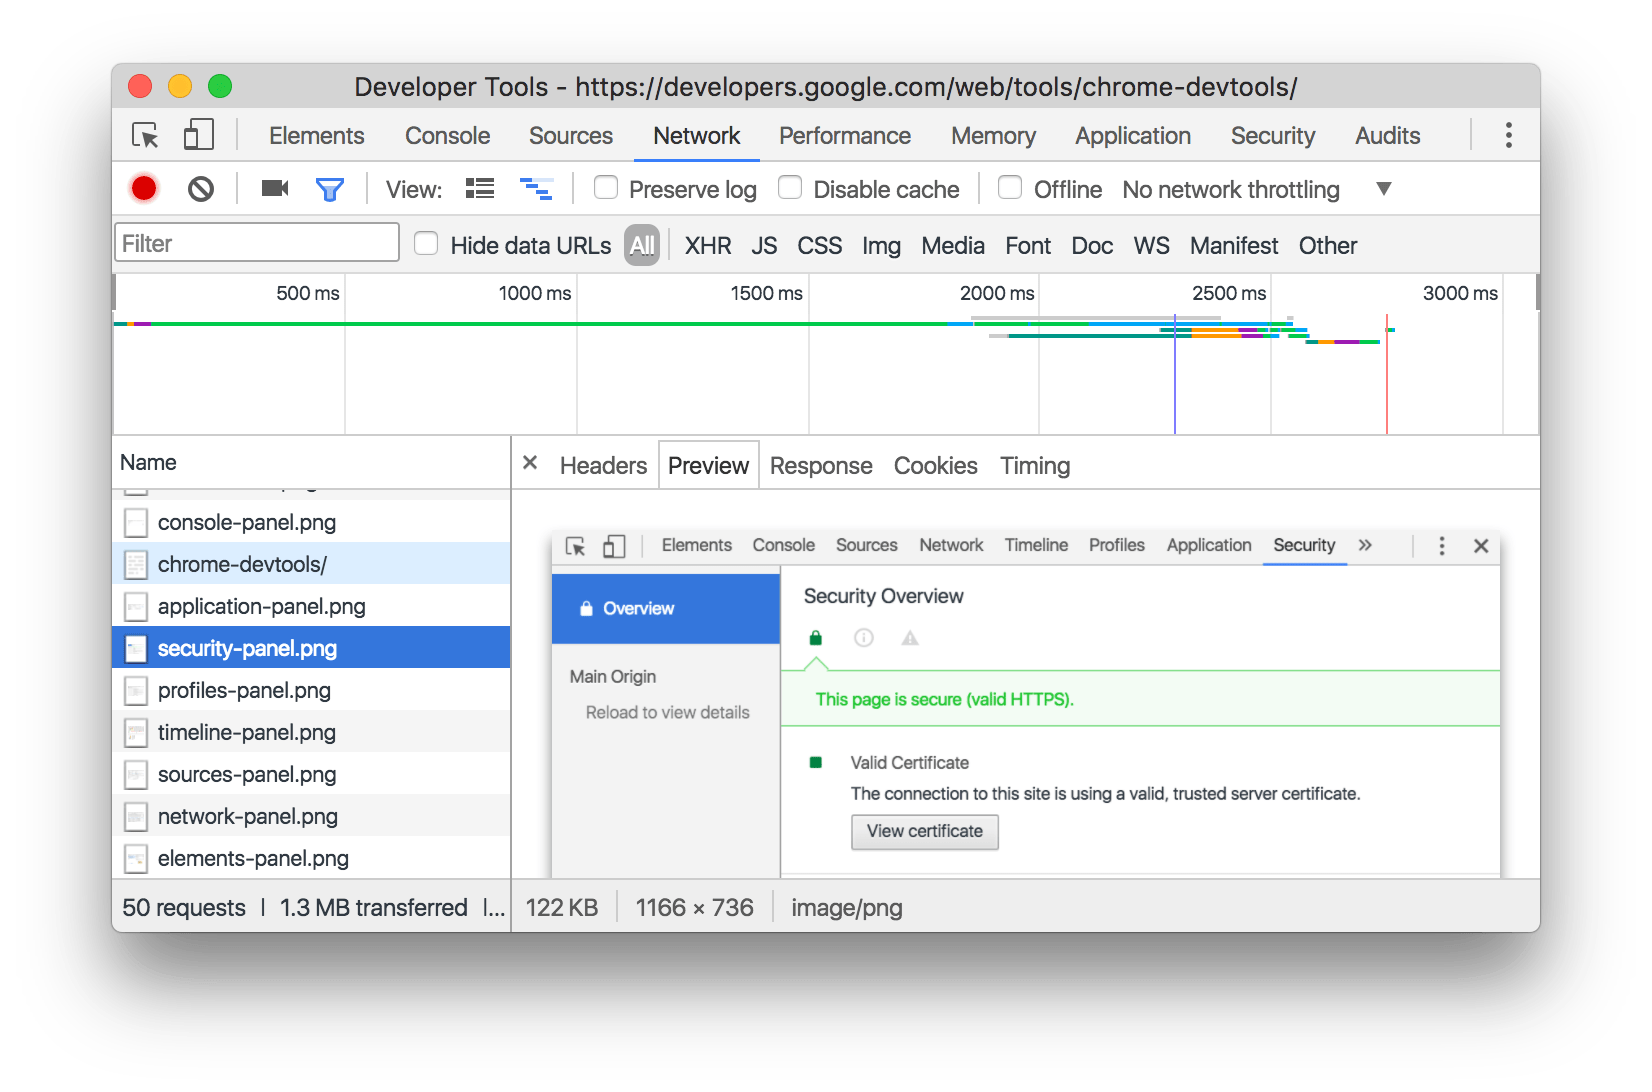 Developer Tools - https://developers.google.com/web/tools/chrome-devtools/
Elements Console Sources Network Performance Memory Application Security Audits
View: Preserve log Disable cache Offline No network throttling
Filter Hide data URLs All XHR JS CSS Img Media Font Doc WS Manifest Other
500 ms 1000 ms 1500 ms 2000 ms 2500 ms 3000 ms
Name
console-panel.png
chrome-devtools/
application-panel.png
security-panel.png
profiles-panel.png
timeline-panel.png
sources-panel.png
network-panel.png
elements-panel.png
50 requests | 1.3 MB transferred |...
Headers Preview Response Cookies Timing
Elements Console Sources Network Timeline Profiles Application Security »
Overview
Main Origin
Reload to view details
Security Overview
This page is secure (valid HTTPS).
Valid Certificate
The connection to this site is using a valid, trusted server certificate.
View certificate
122 KB 1166 × 736 image/png